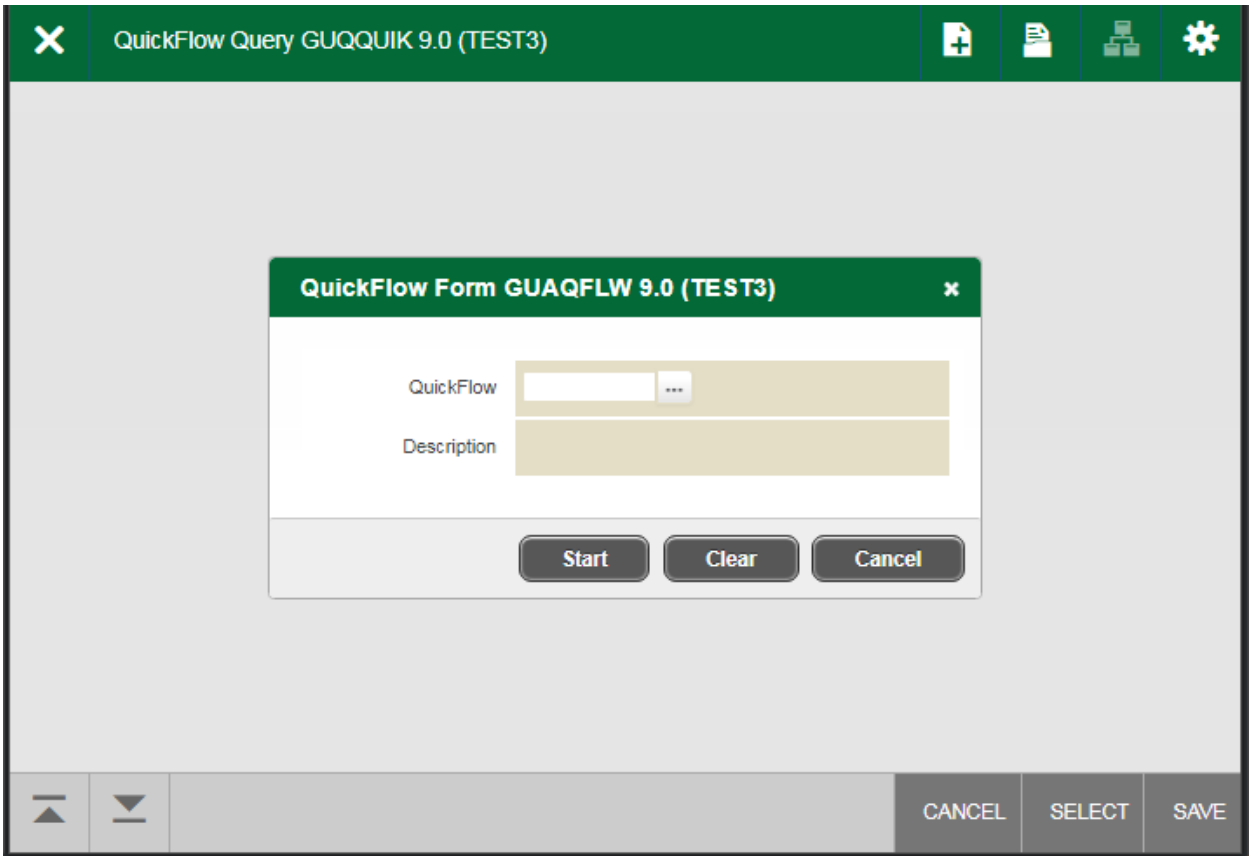 QuickFlow Query GUQQUIK 9.0 (TEST3)
QuickFlow Form GUAQFLW 9.0 (TEST3)
QuickFlow
...
Description
Start Clear Cancel
CANCEL SELECT SAVE